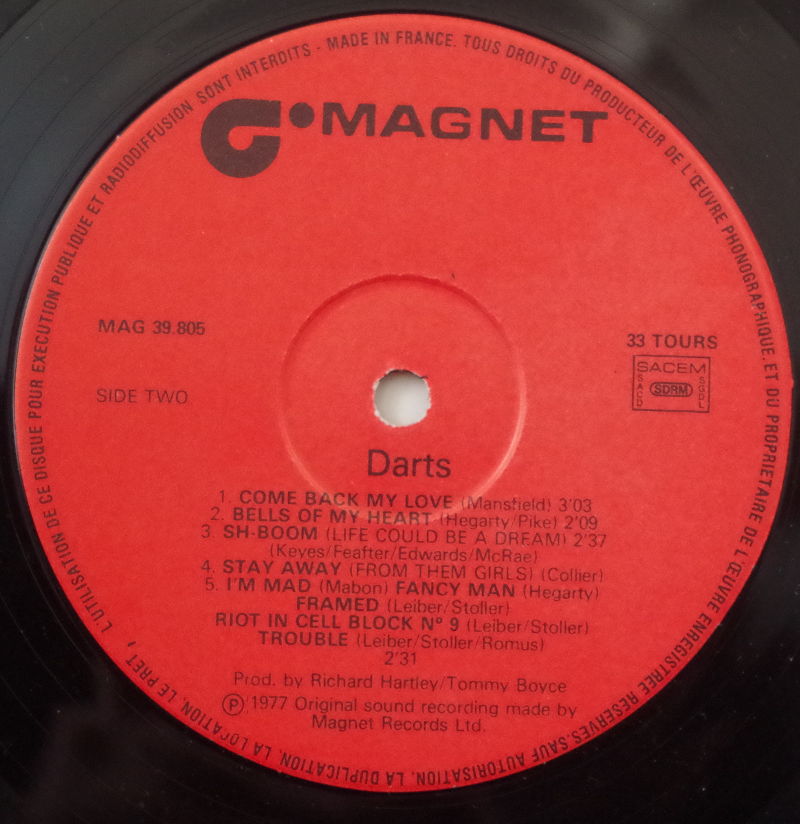 MADE IN FRANCE. TOUS DROITS DU PRODUCTEUR DE L'ŒUVRE PHONOGRAPHIQUE ET DU PROPRIETAIRE DE L'ŒUVRE ENREGISTREE RESERVES. SAUF AUTORISATION, LA DUPLICATION, LA LOCATION, LE PRET, L'UTILISATION DE CE DISQUE POUR EXECUTION PUBLIQUE ET RADIODIFFUSION SONT INTERDITS -
MAGNET
MAG 39.805
33 TOURS
SACEM
SACD SDRM SGDL
SIDE TWO
Darts
1. COME BACK MY LOVE (Mansfield) 3'03
2. BELLS OF MY HEART (Hegarty/Pike) 2'09
3. SH-BOOM (LIFE COULD BE A DREAM) 2'37
(Keyes/Feafter/Edwards/McRae)
4. STAY AWAY (FROM THEM GIRLS) (Collier)
5. I'M MAD (Mabon) FANCY MAN (Hegarty)
FRAMED (Leiber/Stoller)
RIOT IN CELL BLOCK Nº 9 (Leiber/Stoller)
TROUBLE (Leiber/Stoller/Romus)
2'31
Prod. by Richard Hartley/Tommy Boyce
℗ 1977 Original sound recording made by
Magnet Records Ltd.